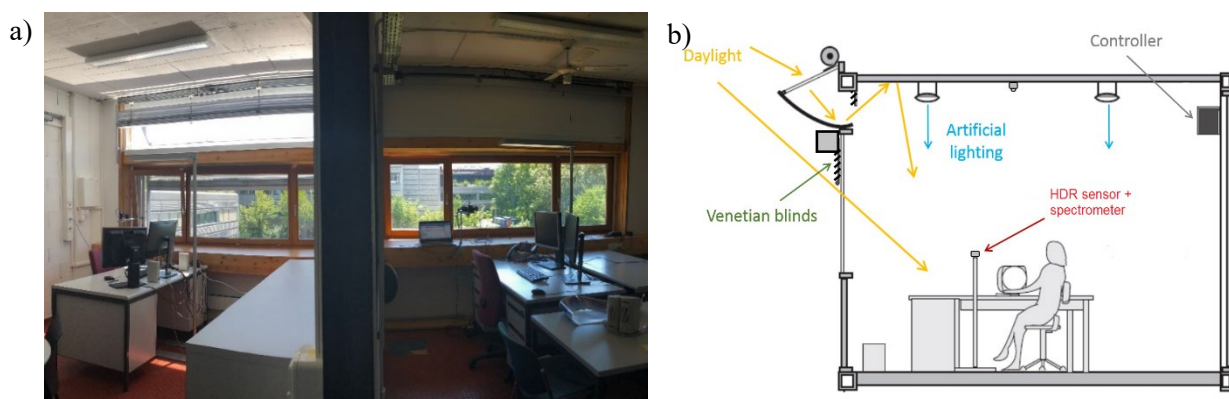 a)
b)
Daylight
Controller
Artificial
lighting
HDR sensor +
spectrometer
Venetian blinds